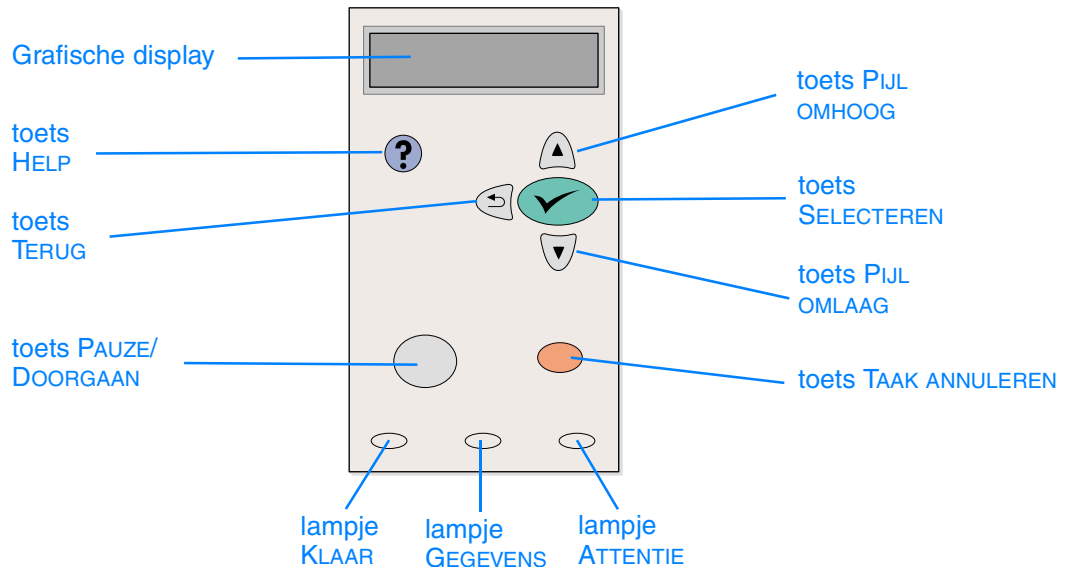 Grafische display
toets
HELP
toets
TERUG
toets PAUZE/
DOORGAAN
toets PIJL
OMHOOG
toets
SELECTEREN
toets PIJL
OMLAAG
toets TAAK ANNULEREN
lampje
KLAAR
lampje
GEGEVENS
lampje
ATTENTIE
?